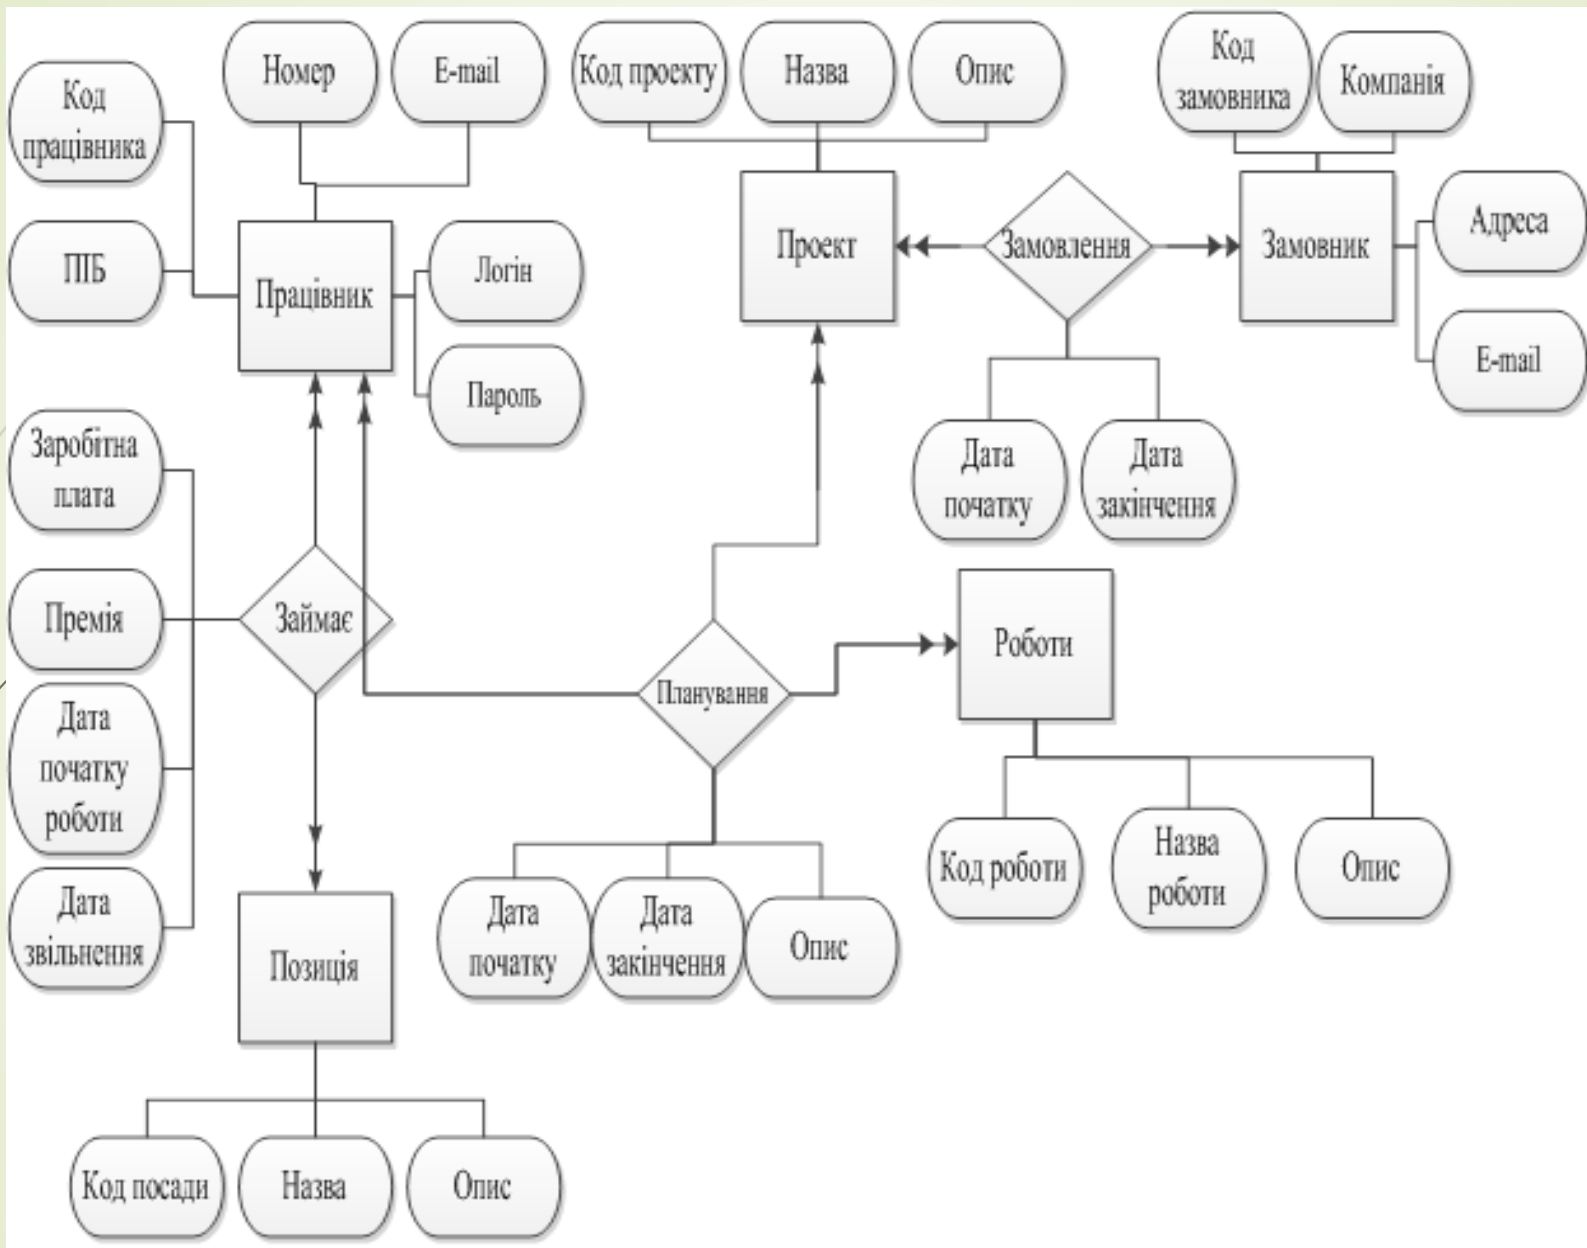 Номер
E-mail
Код проекту
Назва
Опис
Код
замовника
Компанія
Код
працівника
ПІБ
Працівник
Логін
Пароль
Проект
Замовлення
Замовник
Адреса
E-mail
Дата
початку
Дата
закінчення
Заробітна
плата
Премія
Дата
початку
роботи
Дата
звільнення
Займає
Планування
Роботи
Код роботи
Назва
роботи
Опис
Дата
початку
Дата
закінчення
Опис
Позиція
Код посади
Назва
Опис